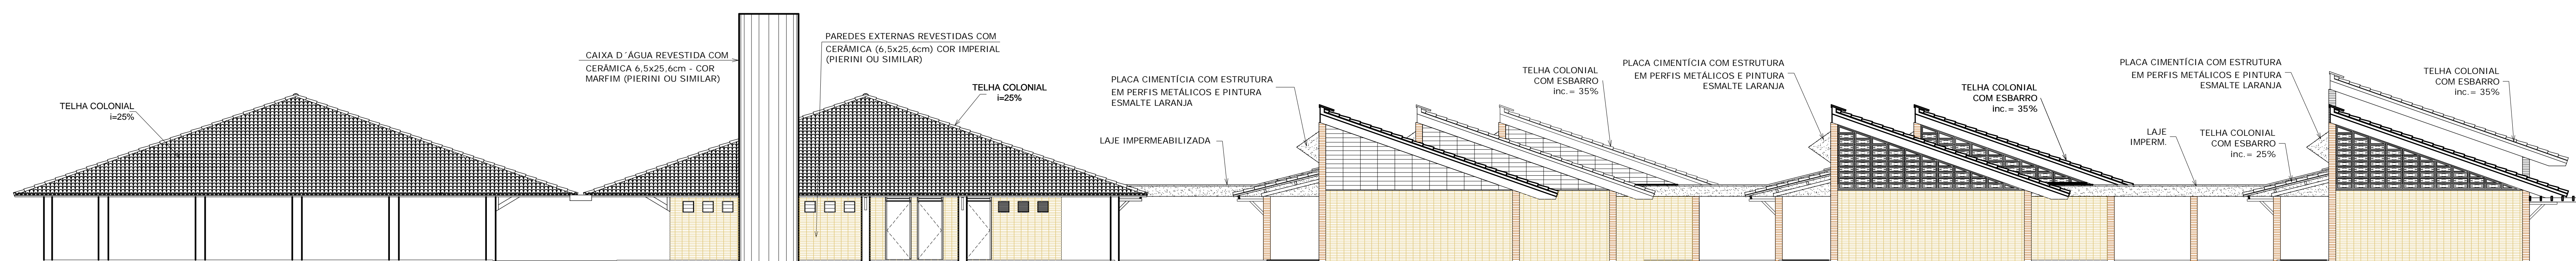 TELHA COLONIAL
i=25%
CAIXA D´ÁGUA REVESTIDA COM
CERÂMICA 6,5x25,6cm - COR
MARFIM (PIERINI OU SIMILAR)
PAREDES EXTERNAS REVESTIDAS COM
CERÂMICA (6,5x25,6cm) COR IMPERIAL
(PIERINI OU SIMILAR)
TELHA COLONIAL
i=25%
PLACA CIMENTÍCIA COM ESTRUTURA
EM PERFIS METÁLICOS E PINTURA
ESMALTE LARANJA
LAJE IMPERMEABILIZADA
TELHA COLONIAL
COM ESBARRO
inc.= 35%
PLACA CIMENTÍCIA COM ESTRUTURA
EM PERFIS METÁLICOS E PINTURA
ESMALTE LARANJA
TELHA COLONIAL
COM ESBARRO
inc.= 35%
LAJE
IMPERM.
PLACA CIMENTÍCIA COM ESTRUTURA
EM PERFIS METÁLICOS E PINTURA
ESMALTE LARANJA
TELHA COLONIAL
COM ESBARRO
inc.= 25%
TELHA COLONIAL
COM ESBARRO
inc.= 35%